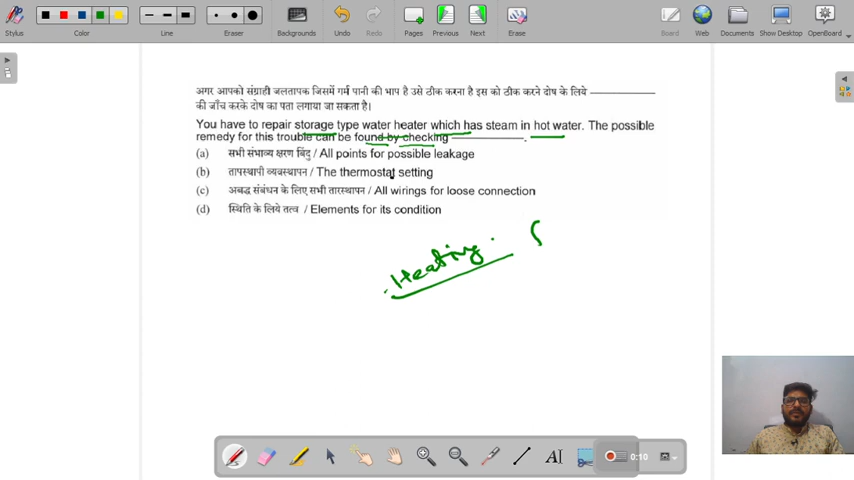 Stylus
Color
Line
Eraser
Backgrounds
Undo
Redo
Pages
Previous
Next
Erase
Board
Web
Documents
Show Desktop
OpenBoard
अगर आपको संग्राही जलतापक जिसमें गर्म पानी की भाप है उसे ठीक करना है इस को ठीक करने दोष के लिये ____________
की जाँच करके दोष का पता लगाया जा सकता है।
You have to repair storage type water heater which has steam in hot water. The possible
remedy for this trouble can be found by checking ____________.
(a) सभी संभाव्य क्षरण बिंदु / All points for possible leakage
(b) तापस्थापी व्यवस्थापन / The thermostat setting
(c) अबद्ध संबंधन के लिए सभी तारस्थापन / All wirings for loose connection
(d) स्थिति के लिये तत्व / Elements for its condition
Heating.
0:10